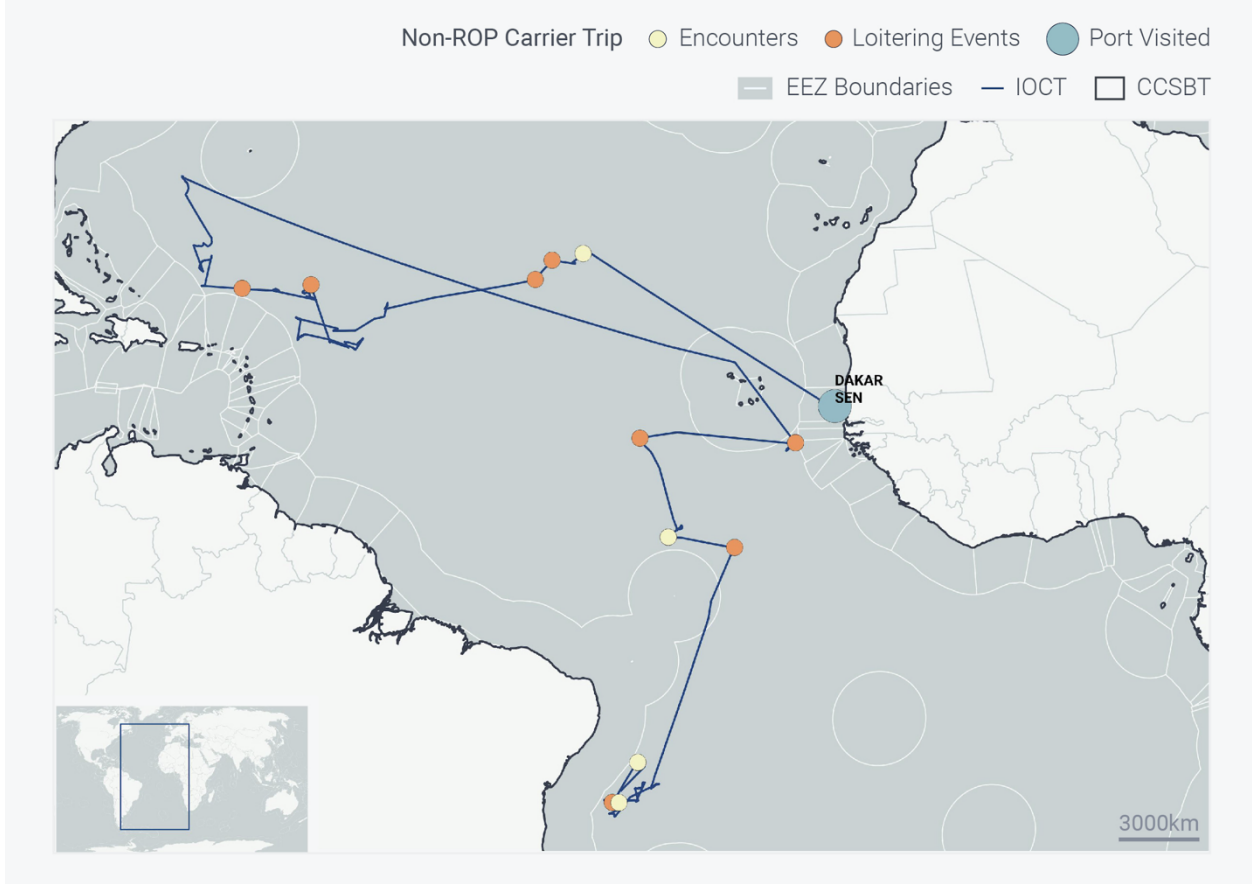 Non-ROP Carrier Trip Encounters Loitering Events Port Visited
EEZ Boundaries IOCT CCSBT
DAKAR
SEN
3000km